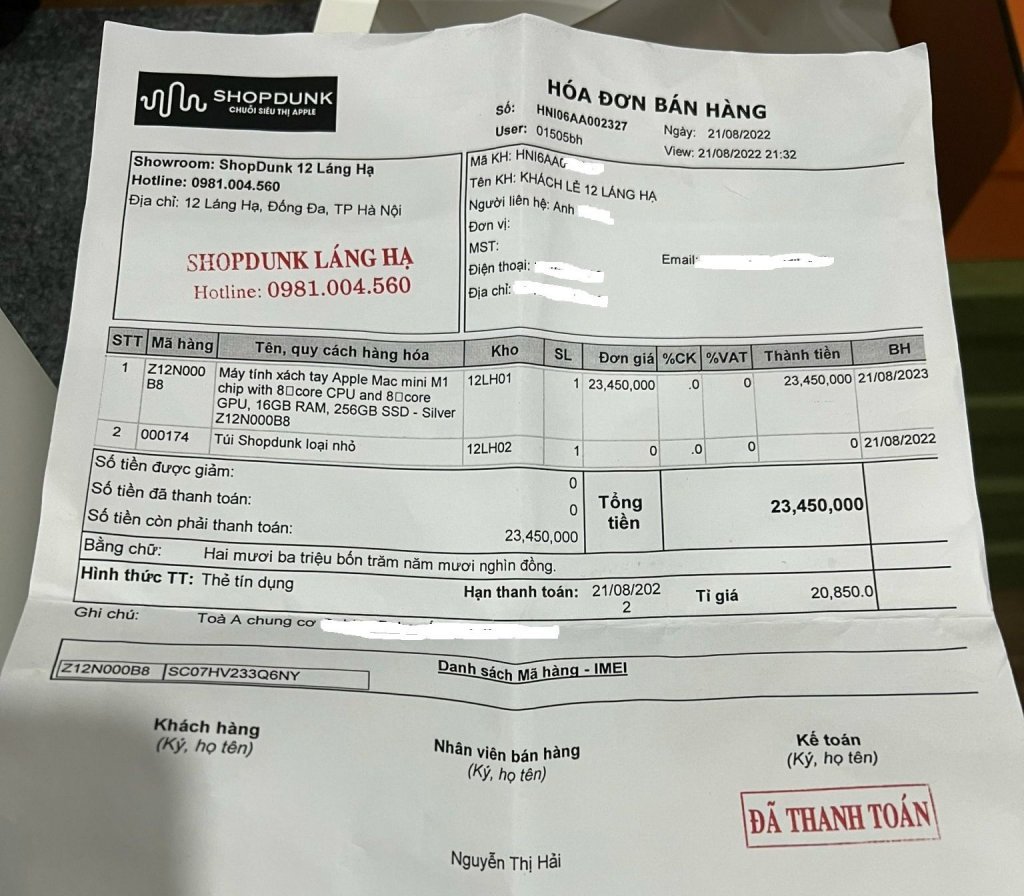 SHOPDUNK
CHUỖI SIÊU THỊ APPLE
HÓA ĐƠN BÁN HÀNG
Số: HNI06AA002327
Ngày: 21/08/2022
User: 01505bh
View: 21/08/2022 21:32
Showroom: ShopDunk 12 Láng Hạ
Hotline: 0981.004.560
Địa chỉ: 12 Láng Hạ, Đống Đa, TP Hà Nội
SHOPDUNK LÁNG HẠ
Hotline: 0981.004.560
Mã KH: HNI6AA
Tên KH: KHÁCH LẺ 12 LÁNG HẠ
Người liên hệ: Anh
Đơn vị:
MST:
Điện thoại:
Email:
Địa chỉ:
STT Mã hàng Tên, quy cách hàng hóa Kho SL Đơn giá %CK %VAT Thành tiền BH
1 Z12N000 Máy tính xách tay Apple Mac mini M1 12LH01 1 23,450,000 .0 0 23,450,000 21/08/2023
B8 chip with 8□core CPU and 8□core
GPU, 16GB RAM, 256GB SSD - Silver
Z12N000B8
2 000174 Túi Shopdunk loại nhỏ 12LH02 1 0 .0 0 0 21/08/2022
Số tiền được giảm: 0
Số tiền đã thanh toán: 0
Số tiền còn phải thanh toán: 23,450,000
Tổng tiền 23,450,000
Bằng chữ: Hai mươi ba triệu bốn trăm năm mươi nghìn đồng.
Hình thức TT: Thẻ tín dụng Hạn thanh toán: 21/08/202 Tỉ giá 20,850.0
2
Ghi chú: Toà A chung cơ
Danh sách Mã hàng - IMEI
Z12N000B8 SC07HV233Q6NY
Khách hàng
(Ký, họ tên)
Nhân viên bán hàng
(Ký, họ tên)
Kế toán
(Ký, họ tên)
ĐÃ THANH TOÁN
Nguyễn Thị Hải